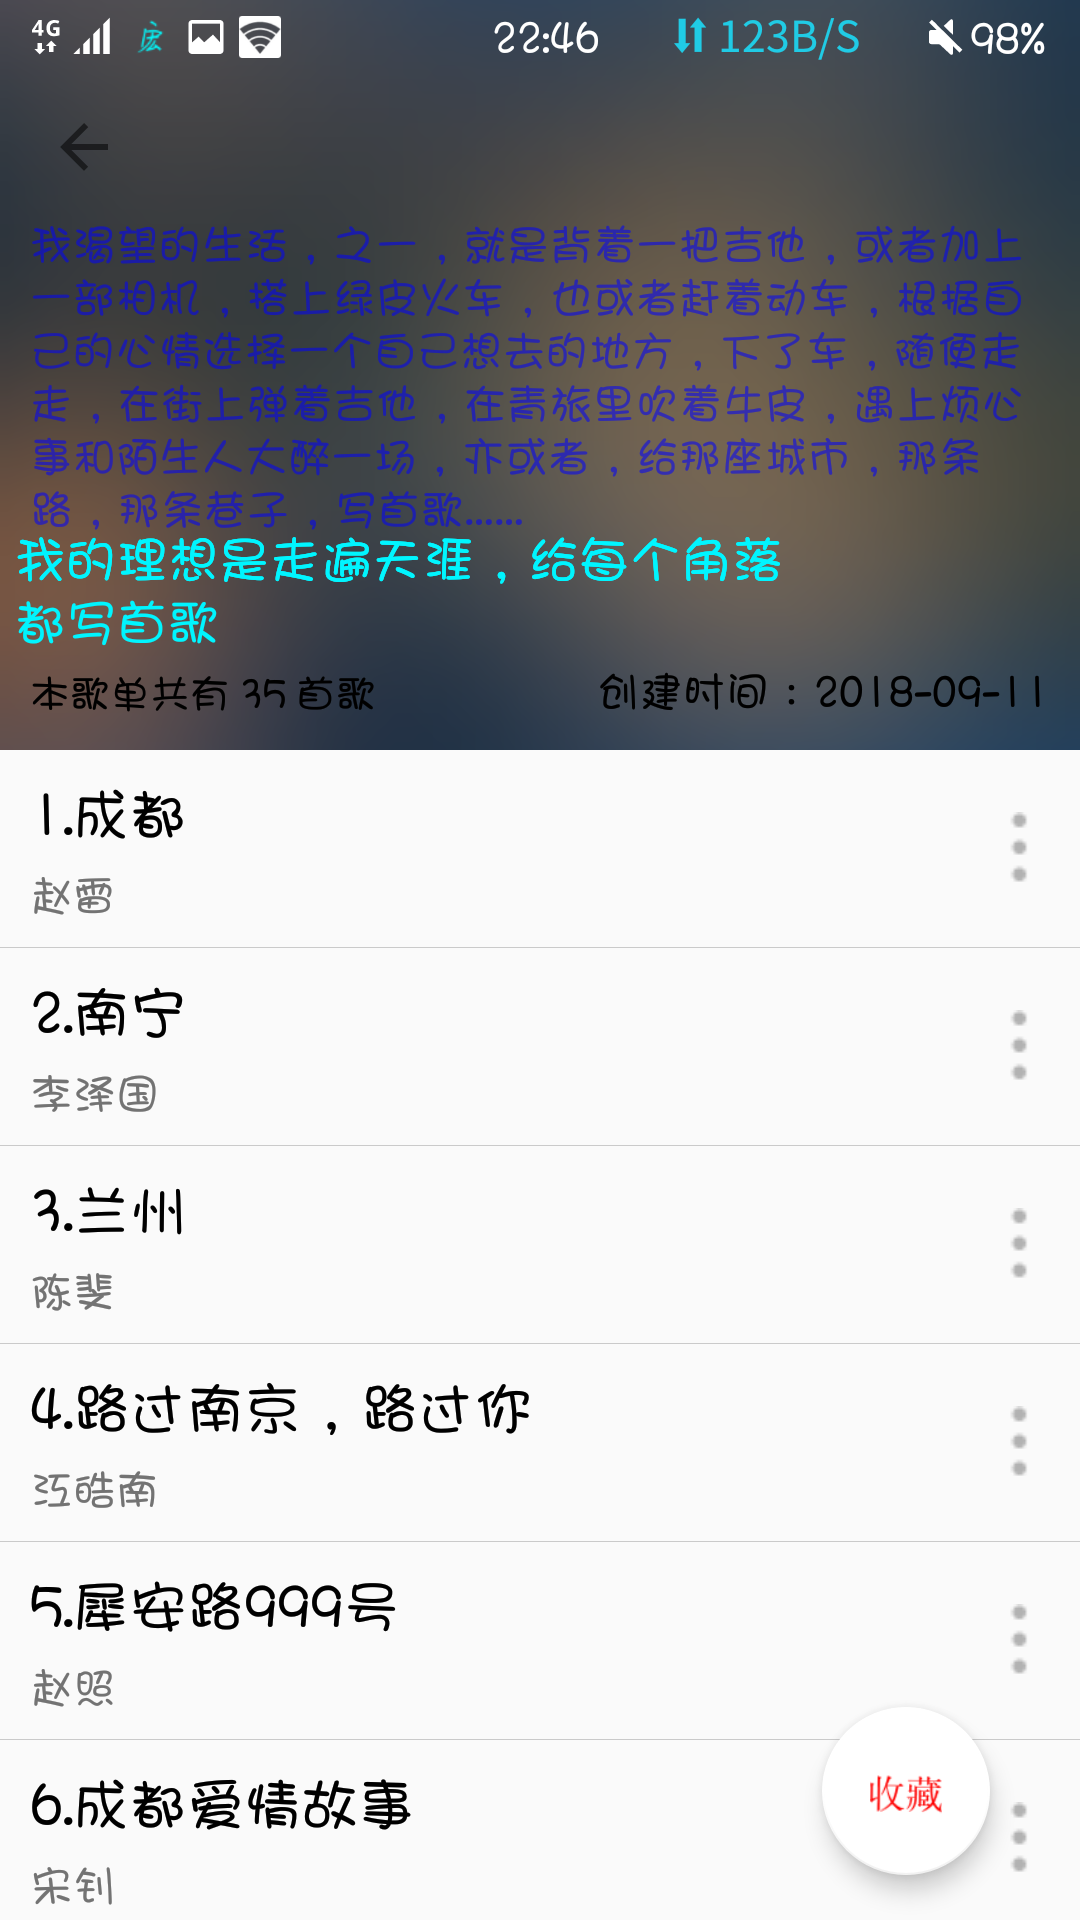 4G 宏 22:46 123B/S 98%
我渴望的生活，之一，就是背着一把吉他，或者加上
一部相机，搭上绿皮火车，也或者赶着动车，根据自
己的心情选择一个自己想去的地方，下了车，随便走
走，在街上弹着吉他，在青旅里吹着牛皮，遇上烦心
事和陌生人大醉一场，亦或者，给那座城市，那条
路，那条巷子，写首歌......
我的理想是走遍天涯，给每个角落
都写首歌
本歌单共有 35 首歌 创建时间：2018-09-11
1.成都
赵雷
2.南宁
李泽国
3.兰州
陈斐
4.路过南京，路过你
江皓南
5.犀安路999号
赵照
6.成都爱情故事
宋钊
收藏